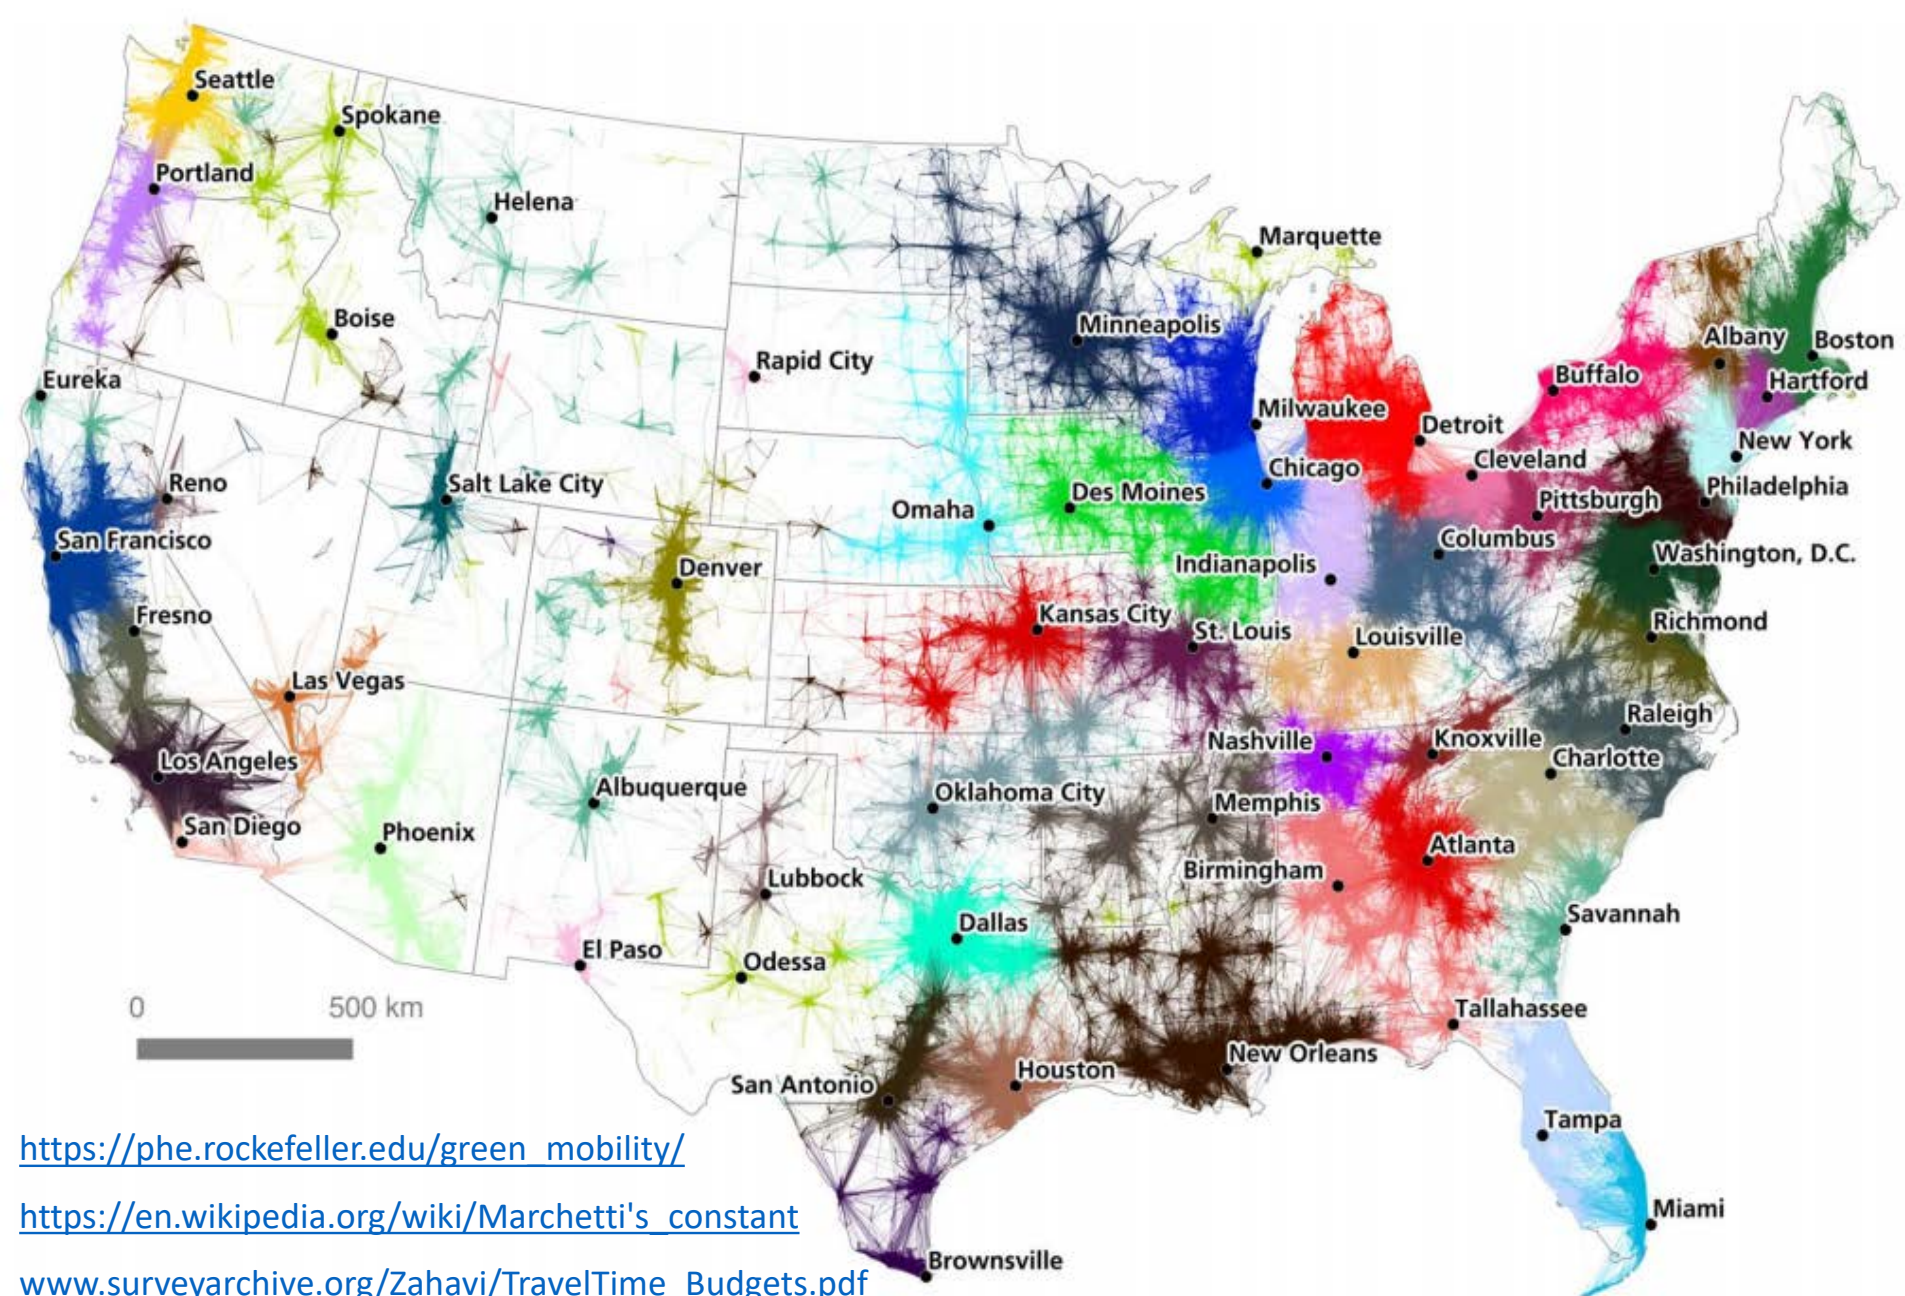 Seattle
Spokane
Portland
Helena
Marquette
Boise
Minneapolis
Albany
Boston
Rapid City
Buffalo
Hartford
Eureka
Milwaukee
Detroit
New York
Cleveland
Chicago
Reno
Salt Lake City
Des Moines
Pittsburgh
Philadelphia
Omaha
San Francisco
Columbus
Washington, D.C.
Indianapolis
Denver
Fresno
Kansas City
St. Louis
Louisville
Richmond
Las Vegas
Raleigh
Nashville
Knoxville
Charlotte
Los Angeles
Albuquerque
Oklahoma City
Memphis
San Diego
Phoenix
Atlanta
Birmingham
Lubbock
Savannah
Dallas
El Paso
Odessa
0 500 km
Tallahassee
New Orleans
Houston
San Antonio
Tampa
https://phe.rockefeller.edu/green_mobility/
Miami
https://en.wikipedia.org/wiki/Marchetti's_constant
Brownsville
www.surveyarchive.org/Zahavi/TravelTime_Budgets.pdf